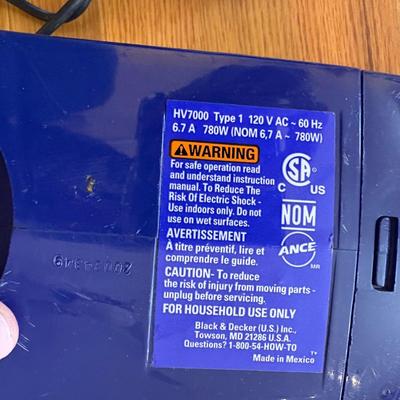 HV7000 Type 1 120 V AC ~ 60 Hz
6.7 A 780W (NOM 6,7 A ~ 780W)
WARNING
For safe operation read
and understand instruction
manual. To Reduce The
Risk Of Electric Shock -
Use indoors only. Do not
use on wet surfaces.
AVERTISSEMENT
À titre préventif, lire et
comprendre le guide.
CAUTION- To reduce
the risk of injury from moving parts -
unplug before servicing.
FOR HOUSEHOLD USE ONLY
Black & Decker (U.S.) Inc.,
Towson, MD 21286 U.S.A.
Questions? 1-800-54-HOW-TO
Made in Mexico
SA
C US
NOM
ANCE
MR